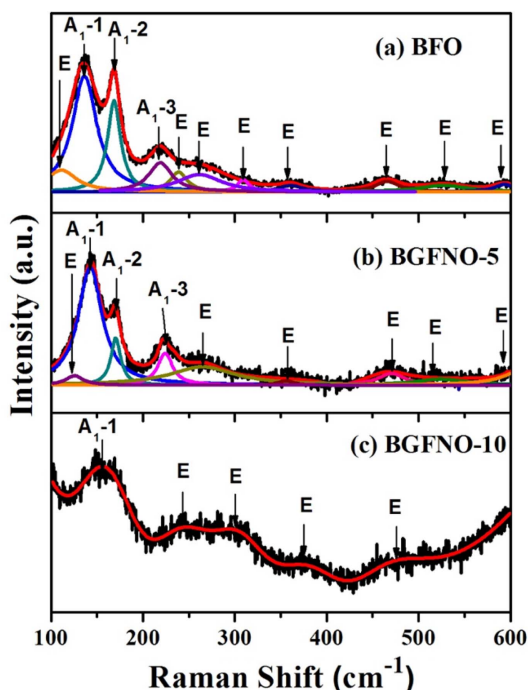 A1-1
A1-2
(a) BFO
E
A1-3
E
E
E
E
E
E
E
A1-1
(b) BGFNO-5
E
A1-2
A1-3
E
E
E
E
E
A1-1
(c) BGFNO-10
E
E
E
E
Intensity (a.u.)
100 200 300 400 500 600
Raman Shift (cm-1)